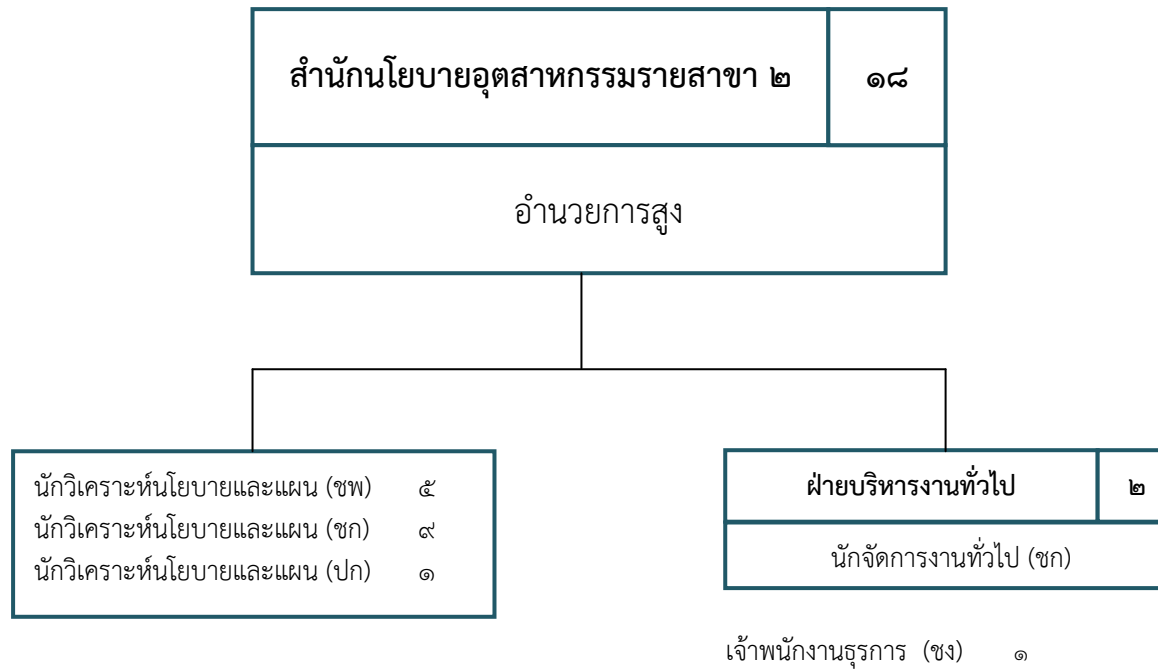 สำนักนโยบายอุตสาหกรรมรายสาขา ๒ ๑๘
อำนวยการสูง
นักวิเคราะห์นโยบายและแผน (ชพ) ๕
นักวิเคราะห์นโยบายและแผน (ชก) ๙
นักวิเคราะห์นโยบายและแผน (ปก) ๑
ฝ่ายบริหารงานทั่วไป ๒
นักจัดการงานทั่วไป (ชก)
เจ้าพนักงานธุรการ (ชง) ๑